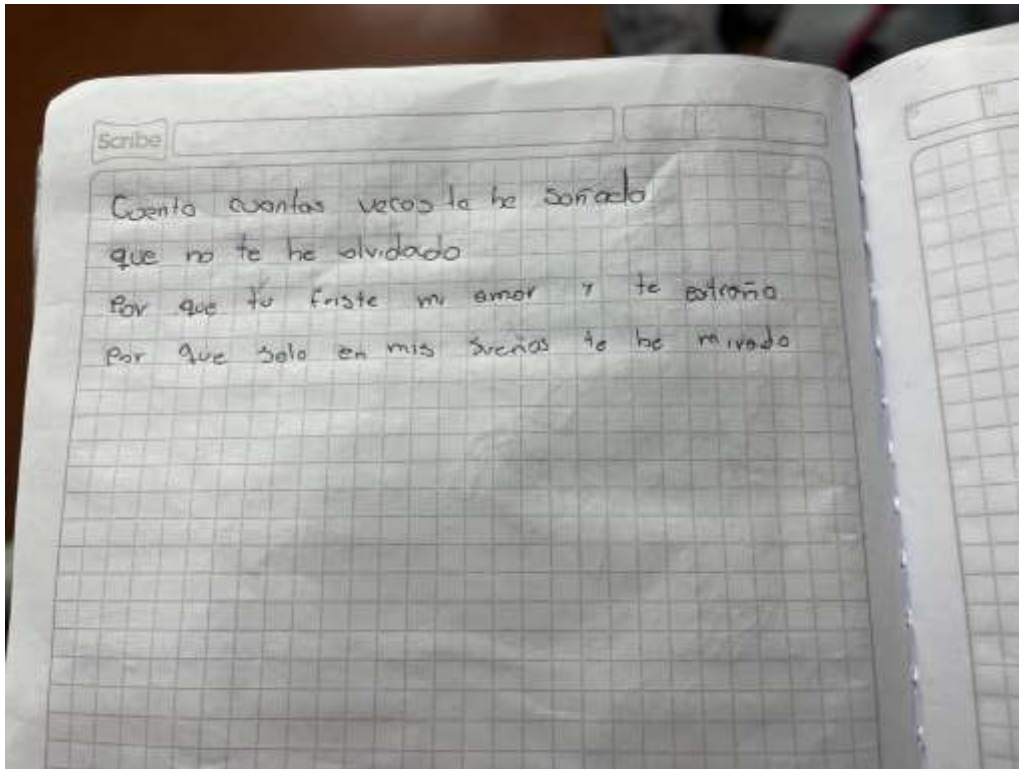 Scribe
Cuento cuantas veces te he soñado
que no te he olvidado
Por que tu fuiste mi amor y te extraño
Por que solo en mis sueños te he mirado